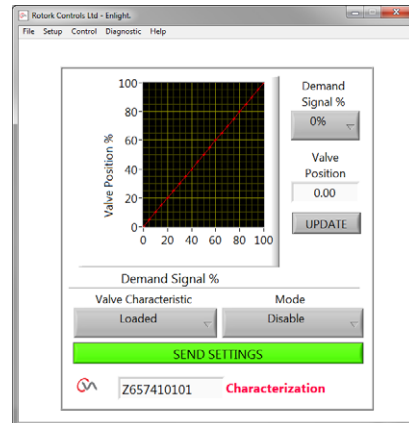 Rotork Controls Ltd - Enlight.
File Setup Control Diagnostic Help
Valve Position %
100
80
60
40
20
0
0 20 40 60 80 100
Demand Signal %
Demand
Signal %
0%
Valve
Position
0.00
UPDATE
Valve Characteristic
Loaded
Mode
Disable
SEND SETTINGS
Z657410101
Characterization